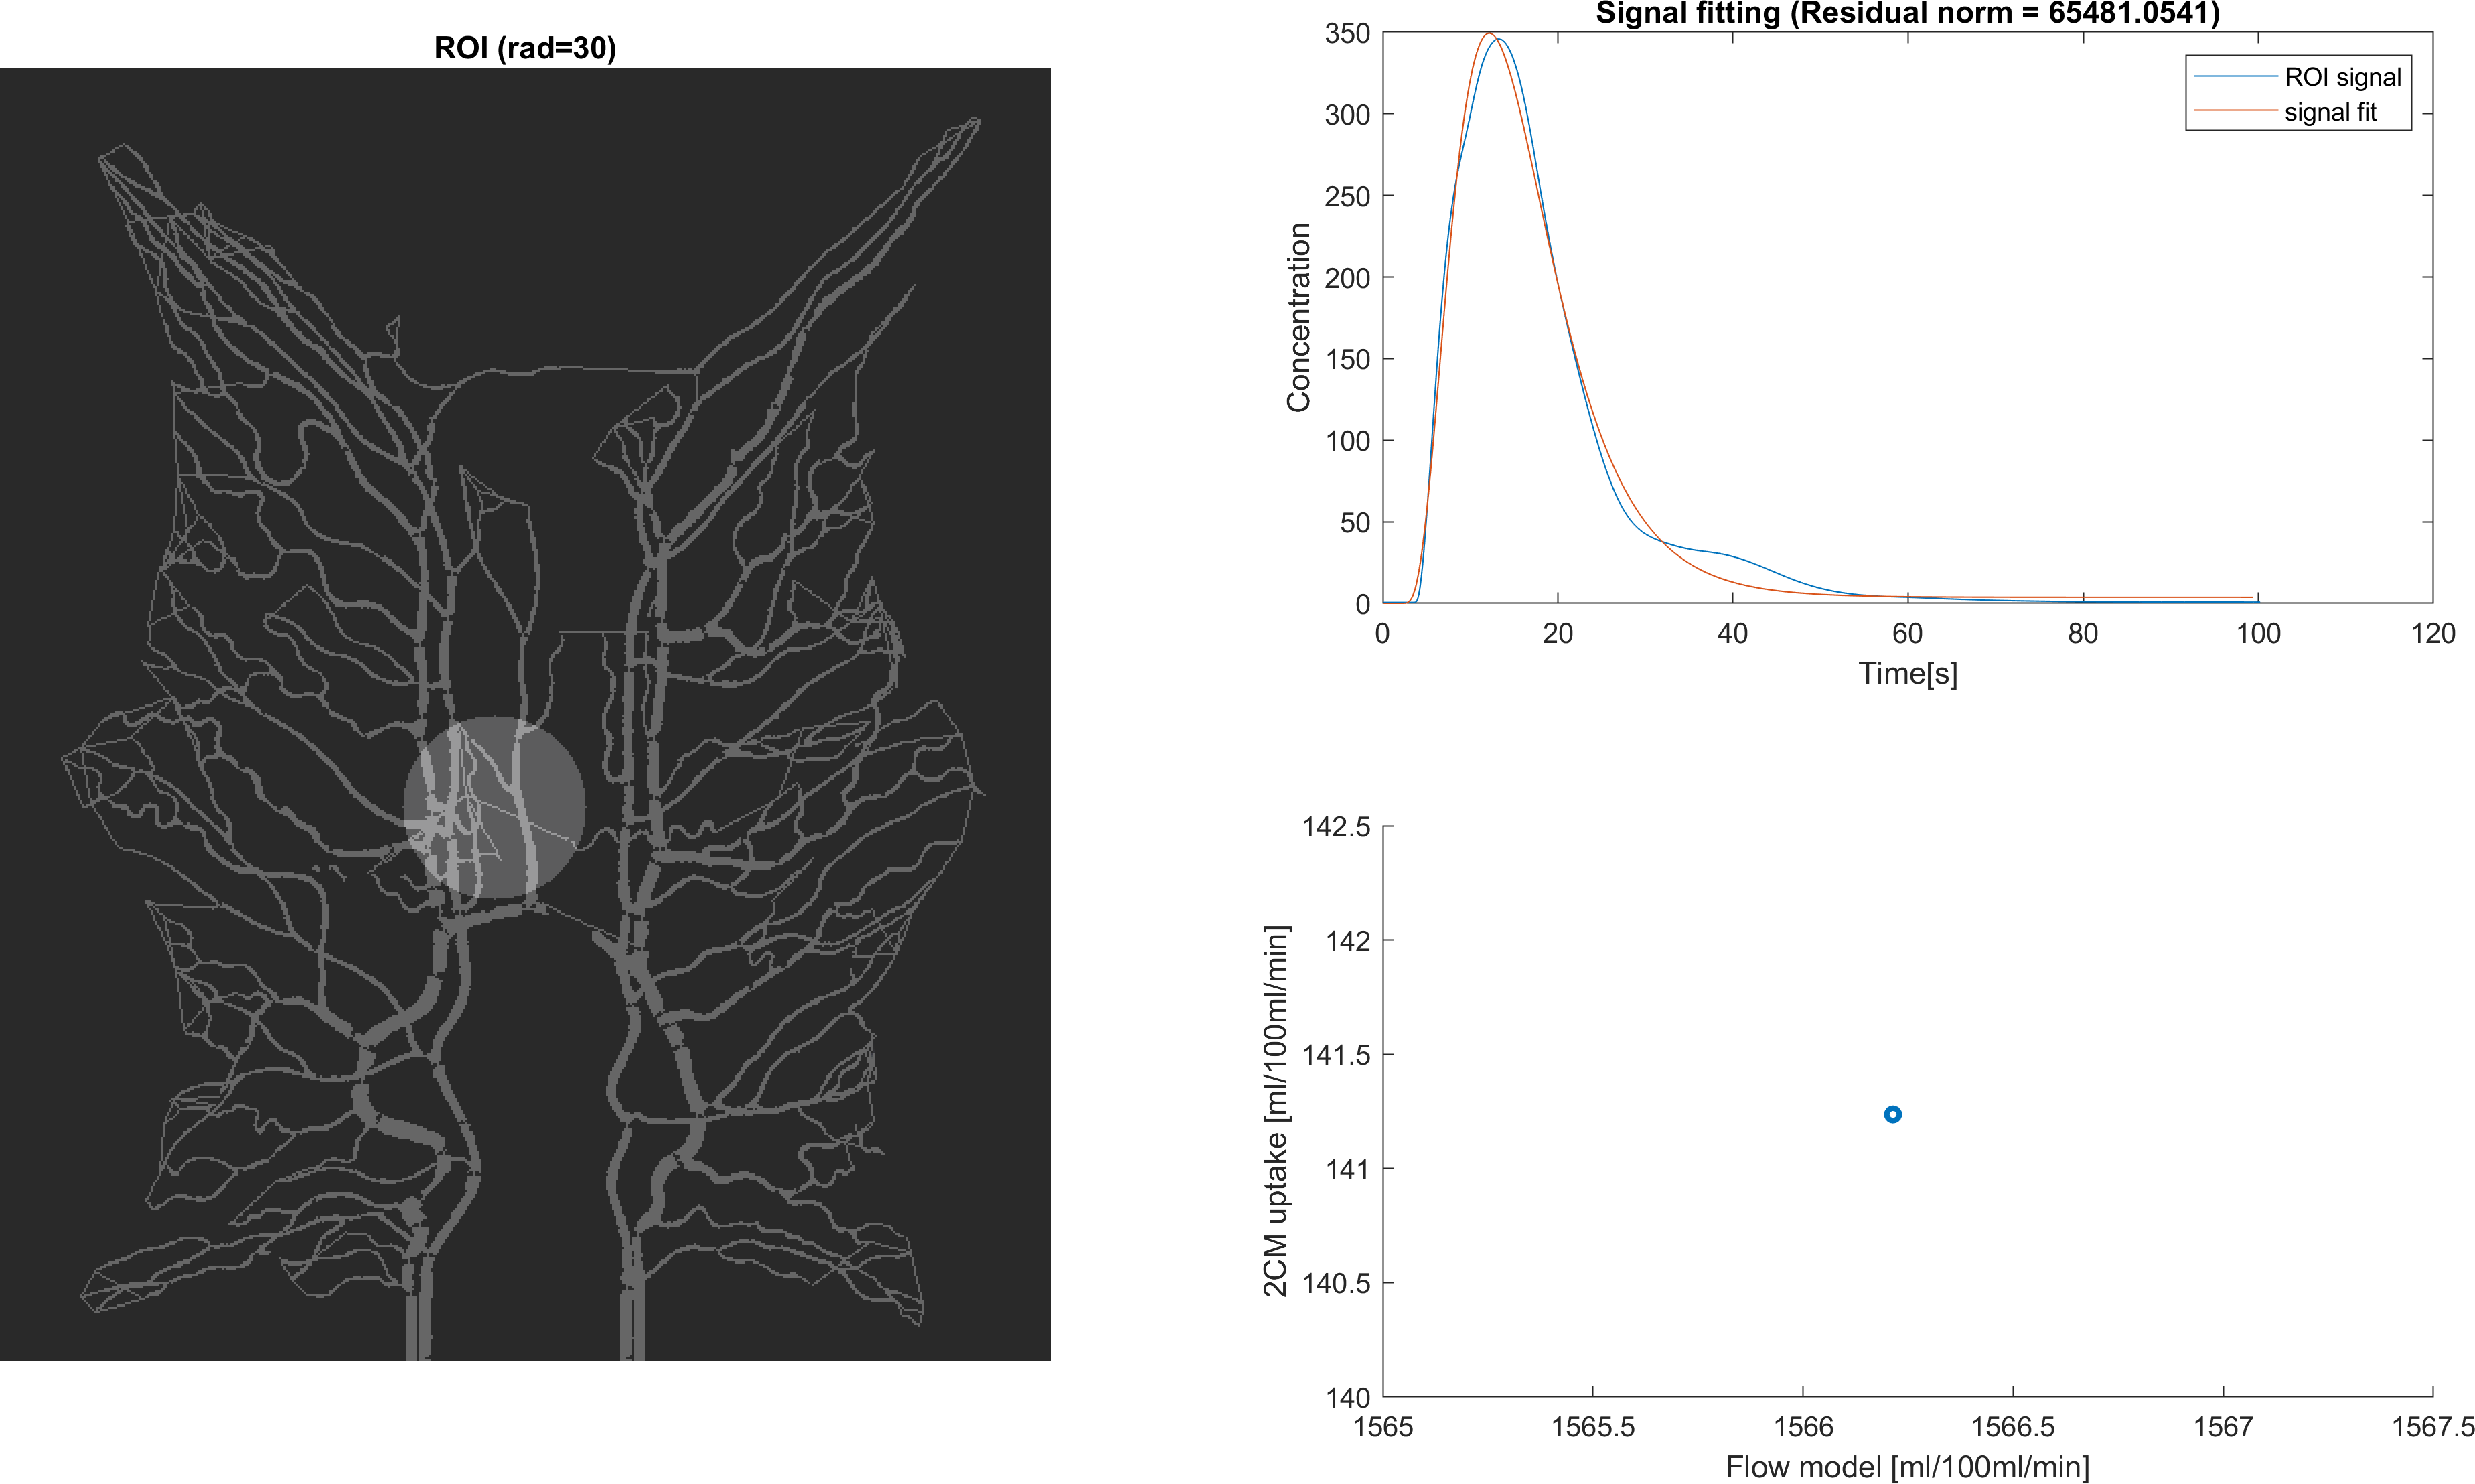 ROI (rad=30)
Signal fitting (Residual norm = 65481.0541)
350
300
250
200
150
100
50
0
Concentration
ROI signal
signal fit
0 20 40 60 80 100 120
Time[s]
142.5
142
141.5
141
140.5
140
2CM uptake [ml/100ml/min]
1565 1565.5 1566 1566.5 1567 1567.5
Flow model [ml/100ml/min]